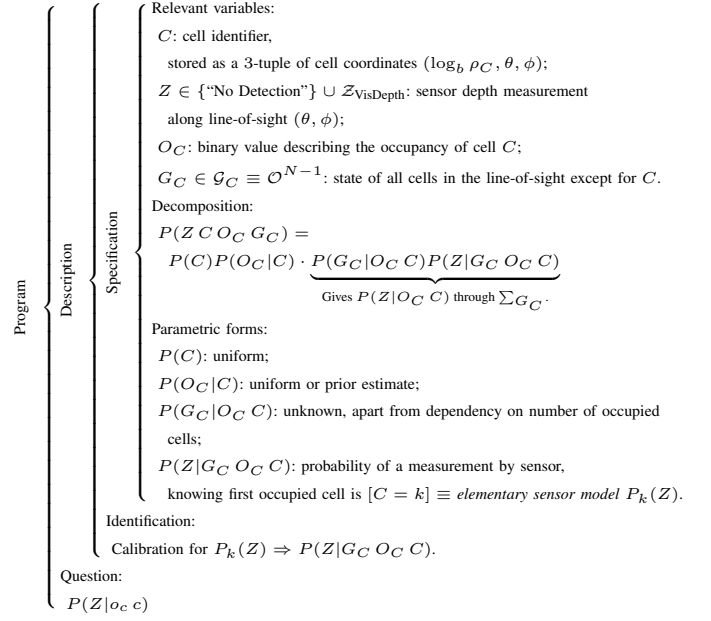 Program
Description
Specification
Relevant variables:
C: cell identifier,
stored as a 3-tuple of cell coordinates (log_b ρ_C, θ, ϕ);
Z ∈ {“No Detection”} ∪ 𝒵_VisDepth: sensor depth measurement
along line-of-sight (θ, ϕ);
O_C: binary value describing the occupancy of cell C;
G_C ∈ 𝒢_C ≡ 𝒪^{N−1}: state of all cells in the line-of-sight except for C.
Decomposition:
P(Z C O_C G_C) =
P(C)P(O_C|C) · P(G_C|O_C C)P(Z|G_C O_C C)
Gives P(Z|O_C C) through ∑_{G_C}.
Parametric forms:
P(C): uniform;
P(O_C|C): uniform or prior estimate;
P(G_C|O_C C): unknown, apart from dependency on number of occupied
cells;
P(Z|G_C O_C C): probability of a measurement by sensor,
knowing first occupied cell is [C = k] ≡ elementary sensor model P_k(Z).
Identification:
Calibration for P_k(Z) ⇒ P(Z|G_C O_C C).
Question:
P(Z|o_c c)